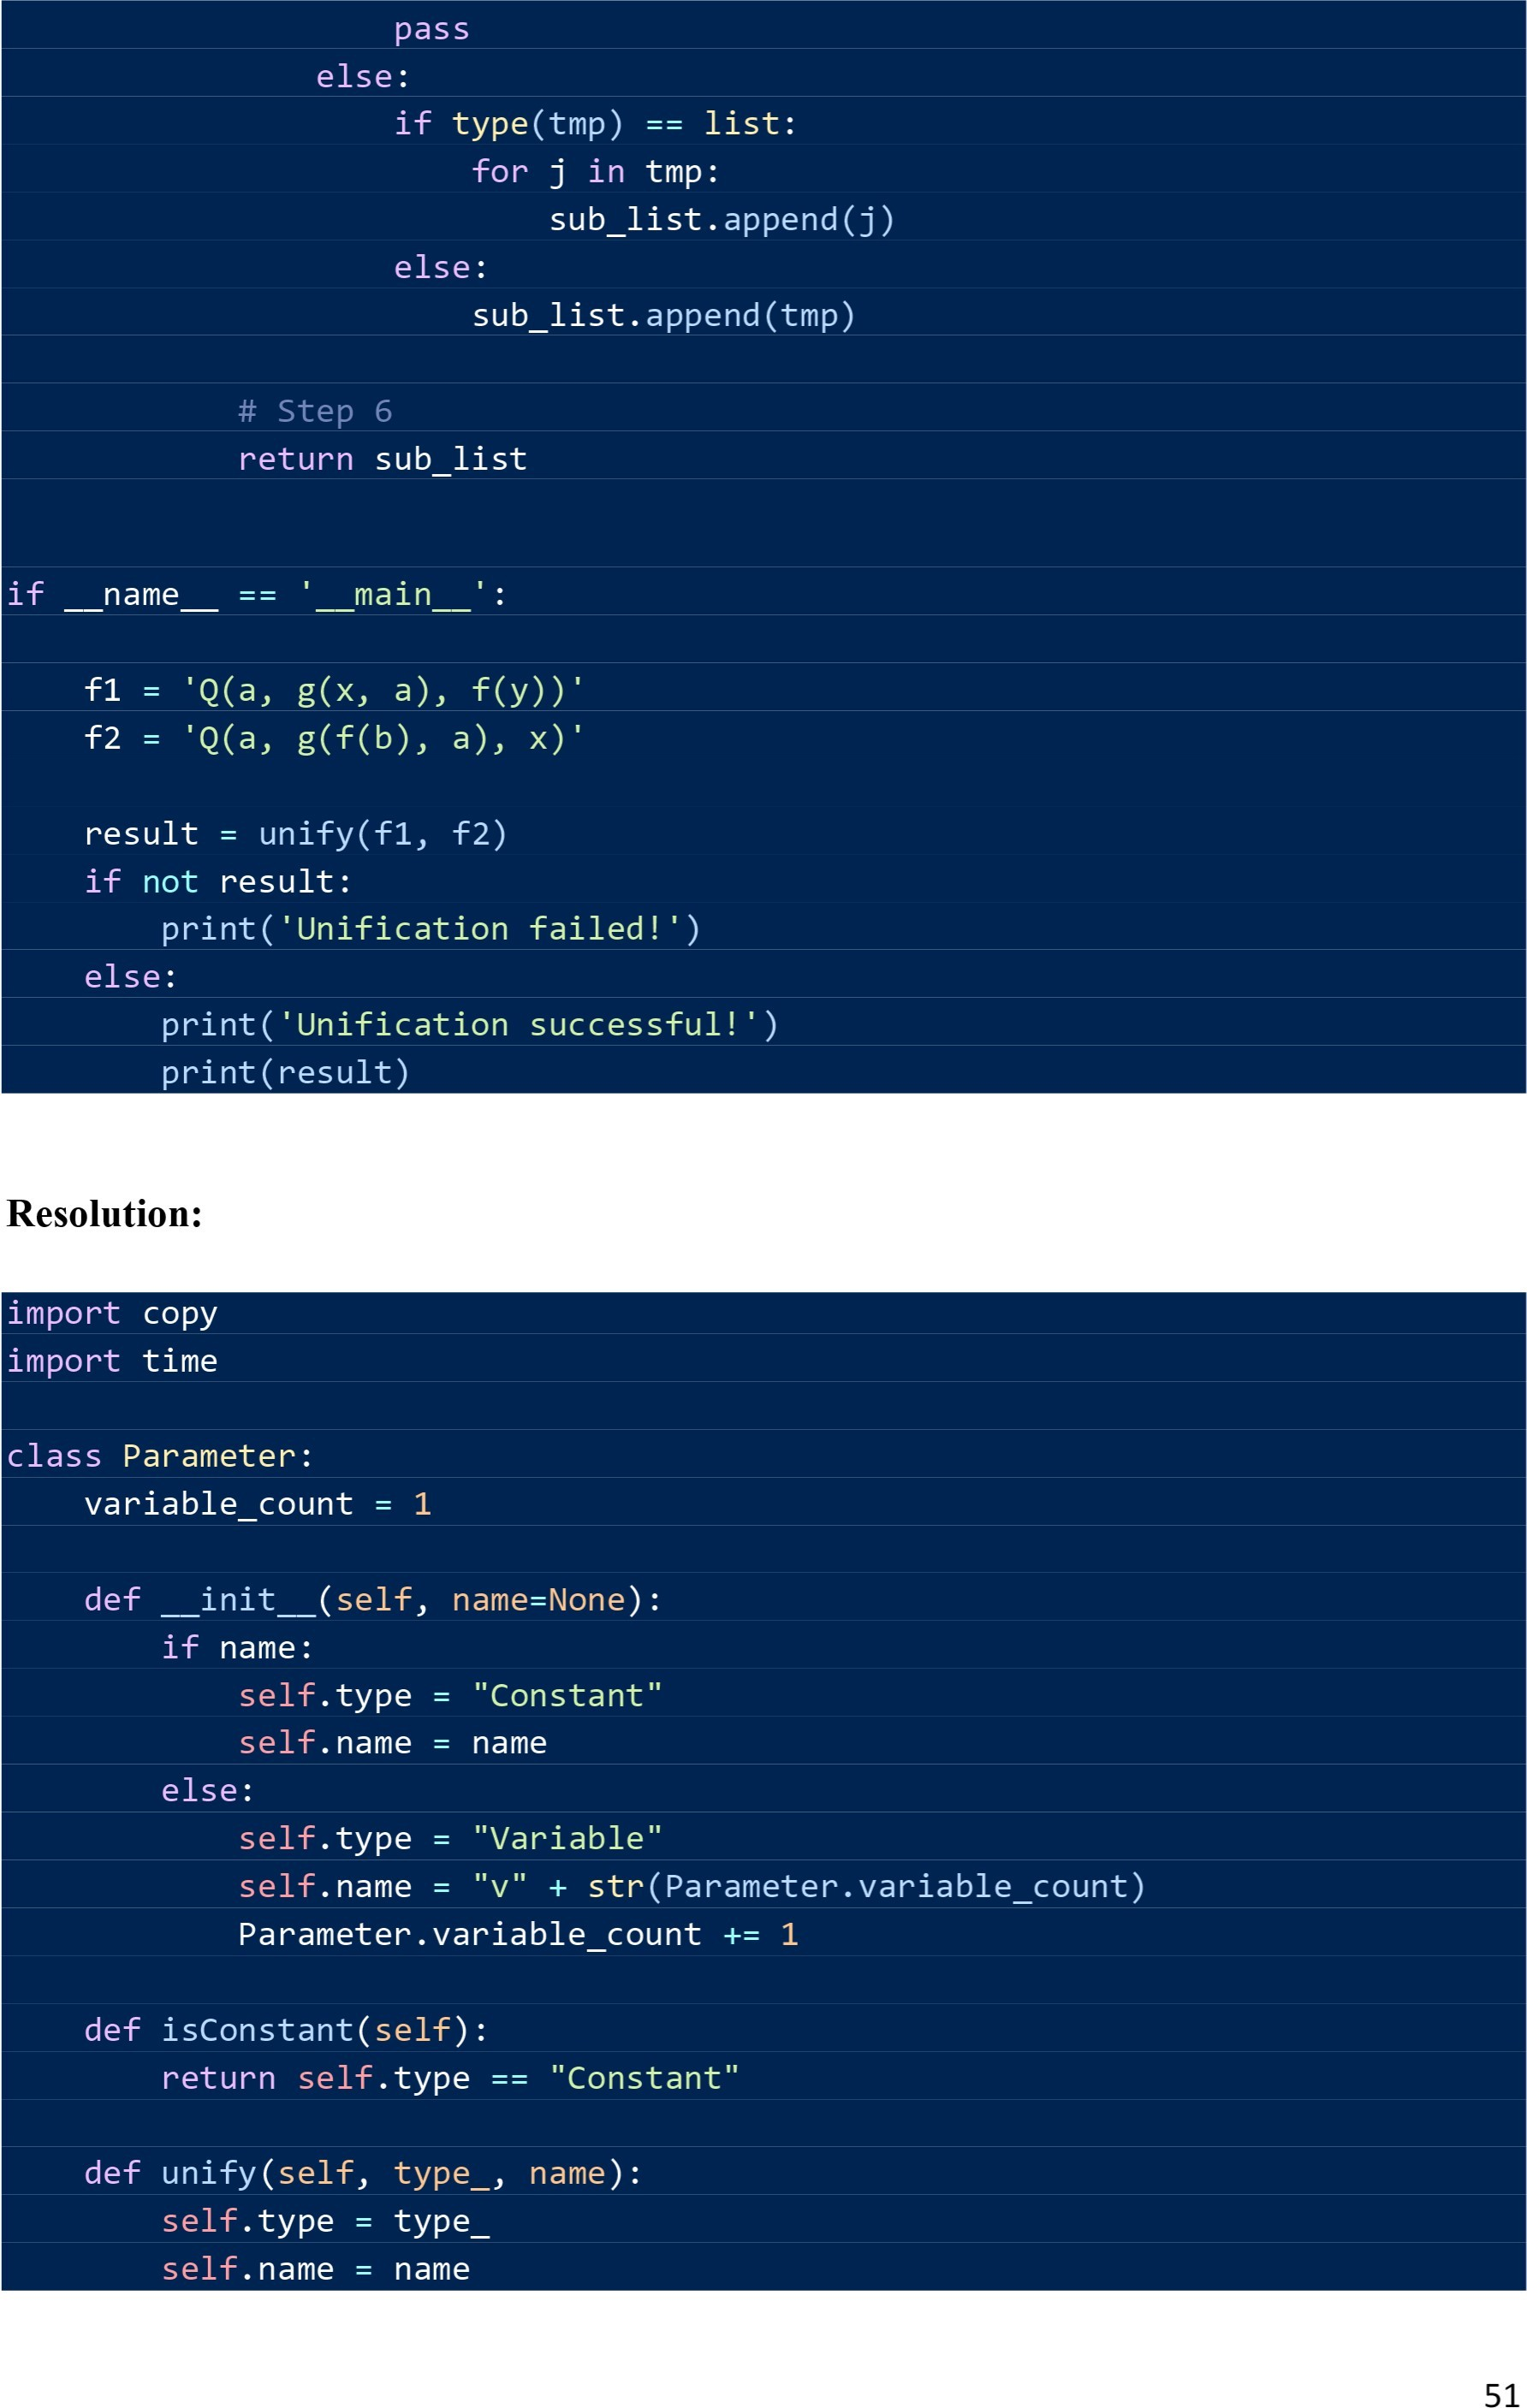 pass
                else:
                    if type(tmp) == list:
                        for j in tmp:
                            sub_list.append(j)
                    else:
                        sub_list.append(tmp)
            # Step 6
            return sub_list
if __name__ == '__main__':
    f1 = 'Q(a, g(x, a), f(y))'
    f2 = 'Q(a, g(f(b), a), x)'
    result = unify(f1, f2)
    if not result:
        print('Unification failed!')
    else:
        print('Unification successful!')
        print(result)
Resolution:
import copy
import time
class Parameter:
    variable_count = 1
    def __init__(self, name=None):
        if name:
            self.type = "Constant"
            self.name = name
        else:
            self.type = "Variable"
            self.name = "v" + str(Parameter.variable_count)
            Parameter.variable_count += 1
    def isConstant(self):
        return self.type == "Constant"
    def unify(self, type_, name):
        self.type = type_
        self.name = name
51